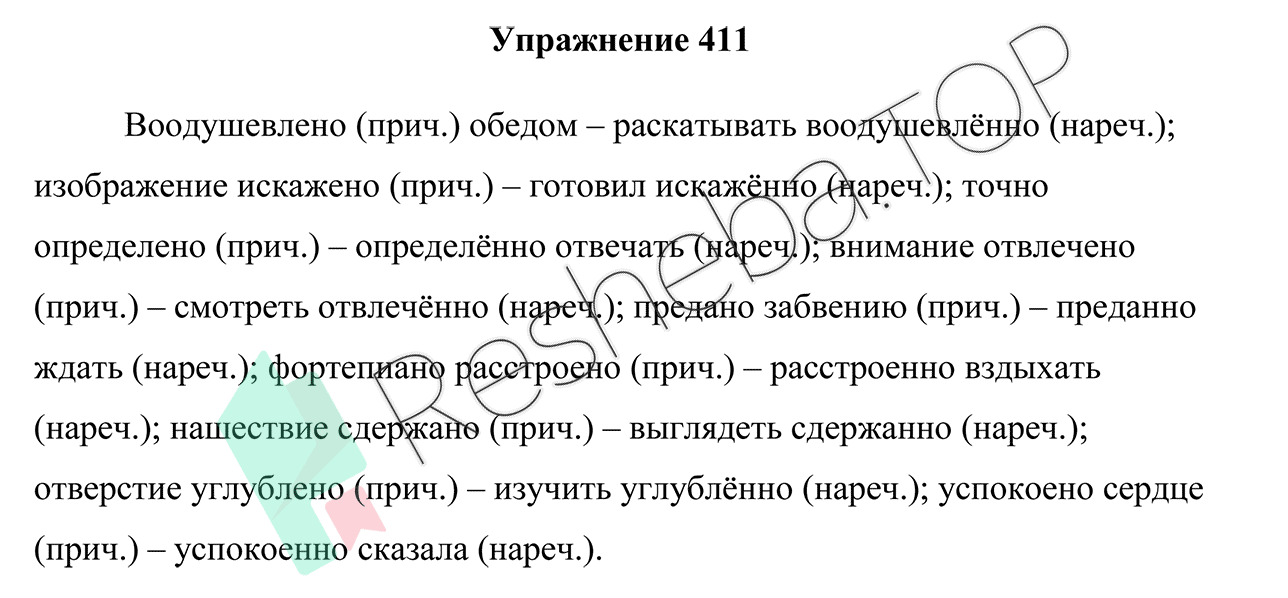 Упражнение 411
Воодушевлено (прич.) обедом – раскатывать воодушевлённо (нареч.);
изображение искажено (прич.) – готовил искажённо (нареч.); точно
определено (прич.) – определённо отвечать (нареч.); внимание отвлечено
(прич.) – смотреть отвлечённо (нареч.); предано забвению (прич.) – преданно
ждать (нареч.); фортепиано расстроено (прич.) – расстроенно вздыхать
(нареч.); нашествие сдержано (прич.) – выглядеть сдержанно (нареч.);
отверстие углублено (прич.) – изучить углублённо (нареч.); успокоено сердце
(прич.) – успокоенно сказала (нареч.).
Resheba.TOP